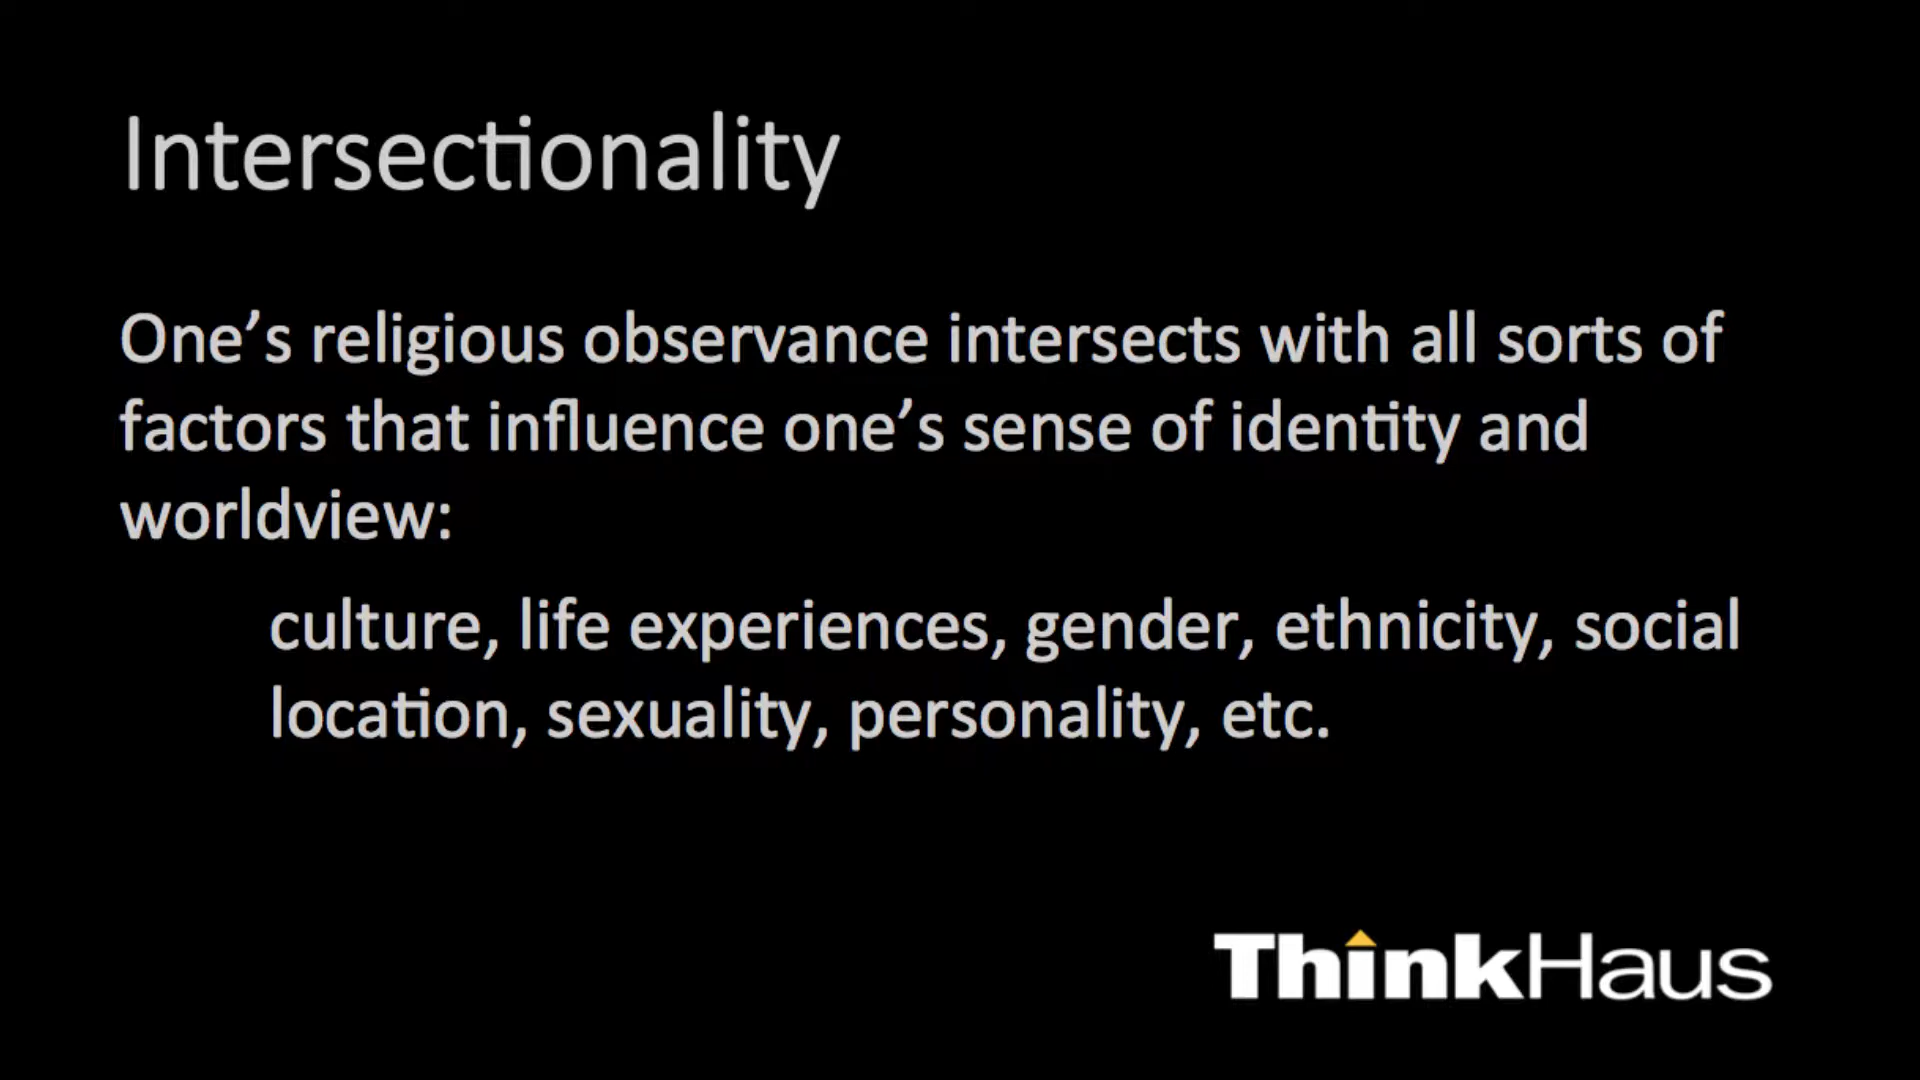 Intersectionality
One’s religious observance intersects with all sorts of
factors that influence one’s sense of identity and
worldview:
culture, life experiences, gender, ethnicity, social
location, sexuality, personality, etc.
ThinkHaus